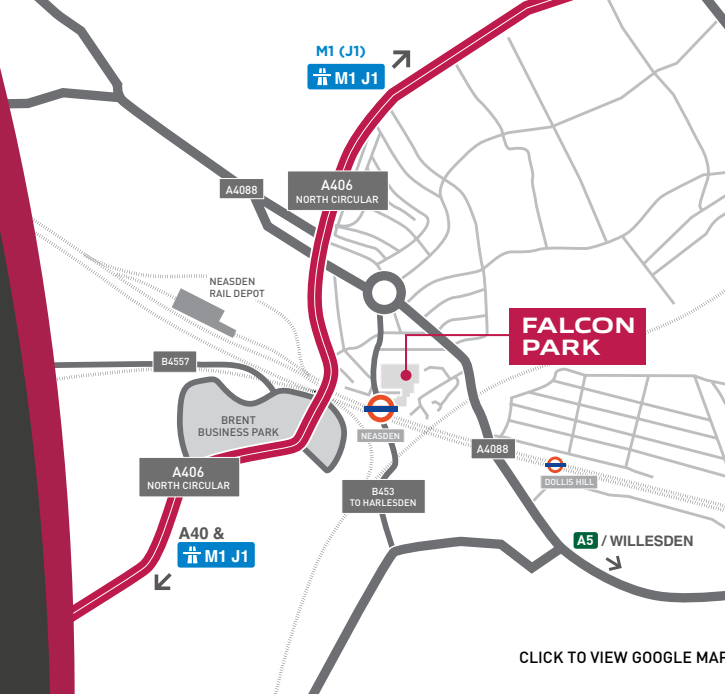 M1 (J1)
M1 J1
A4088
A406
NORTH CIRCULAR
NEASDEN
RAIL DEPOT
FALCON
PARK
B4557
BRENT
BUSINESS PARK
NEASDEN
A4088
A406
NORTH CIRCULAR
DOLLIS HILL
B453
TO HARLESDEN
A40 &
M1 J1
A5 / WILLESDEN
CLICK TO VIEW GOOGLE MAP